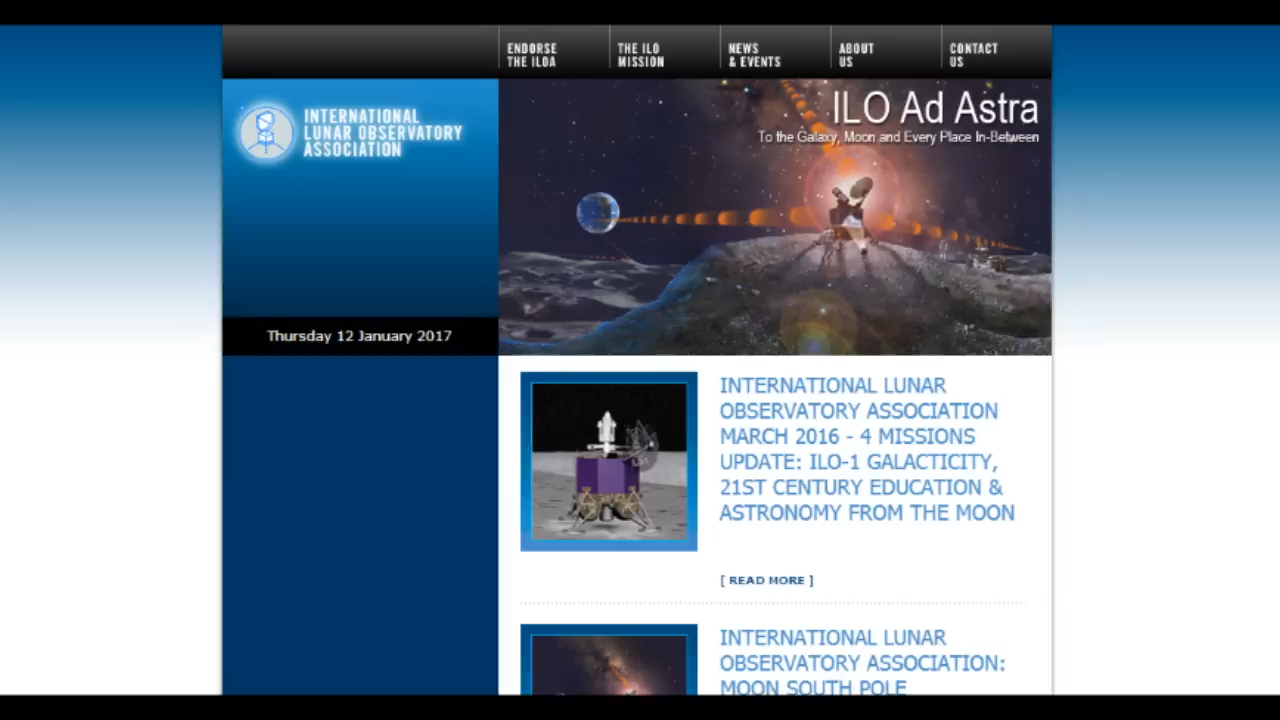 ENDORSE
THE ILOA
THE ILO
MISSION
NEWS
& EVENTS
ABOUT
US
CONTACT
US
INTERNATIONAL
LUNAR OBSERVATORY
ASSOCIATION
ILO Ad Astra
To the Galaxy, Moon and Every Place In-Between
Thursday 12 January 2017
INTERNATIONAL LUNAR
OBSERVATORY ASSOCIATION
MARCH 2016 - 4 MISSIONS
UPDATE: ILO-1 GALACTICITY,
21ST CENTURY EDUCATION &
ASTRONOMY FROM THE MOON
[ READ MORE ]
INTERNATIONAL LUNAR
OBSERVATORY ASSOCIATION:
MOON SOUTH POLE